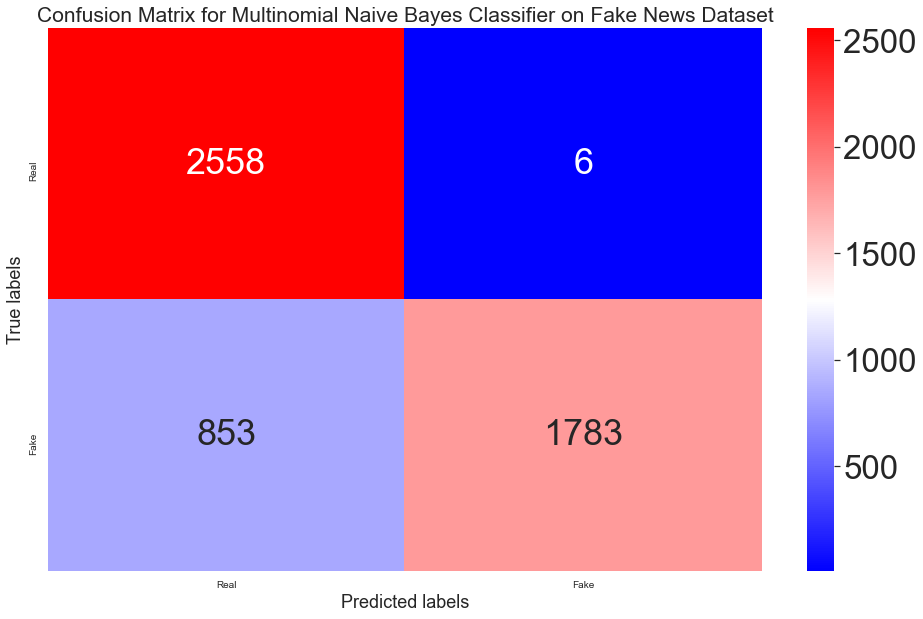 Confusion Matrix for Multinomial Naive Bayes Classifier on Fake News Dataset
2500
2000
1500
1000
500
True labels
Real
2558
6
Fake
853
1783
Real
Fake
Predicted labels